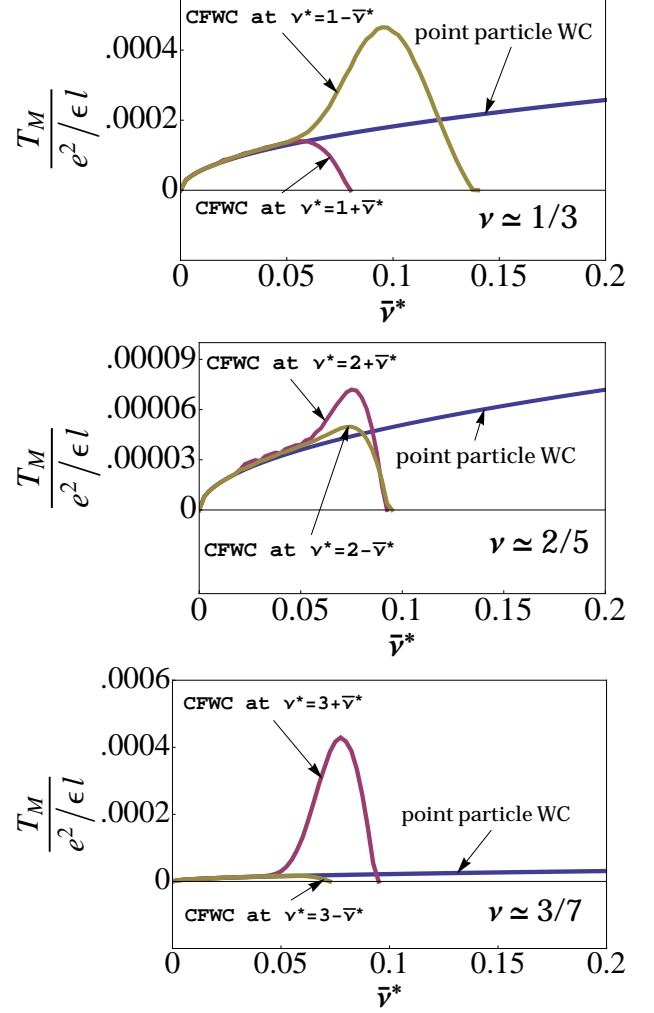 CFWC at ν*=1−ν̄*
point particle WC
.0004
.0002
0
T_M
e²/ϵ l
CFWC at ν*=1+ν̄*
ν ≃ 1/3
0 0.05 0.1 0.15 0.2
ν̄*
.00009
.00006
.00003
0
CFWC at ν*=2+ν̄*
T_M
e²/ϵ l
point particle WC
CFWC at ν*=2−ν̄*
ν ≃ 2/5
0 0.05 0.1 0.15 0.2
ν̄*
.0006
.0004
.0002
0
CFWC at ν*=3+ν̄*
T_M
e²/ϵ l
point particle WC
CFWC at ν*=3−ν̄*
ν ≃ 3/7
0 0.05 0.1 0.15 0.2
ν̄*